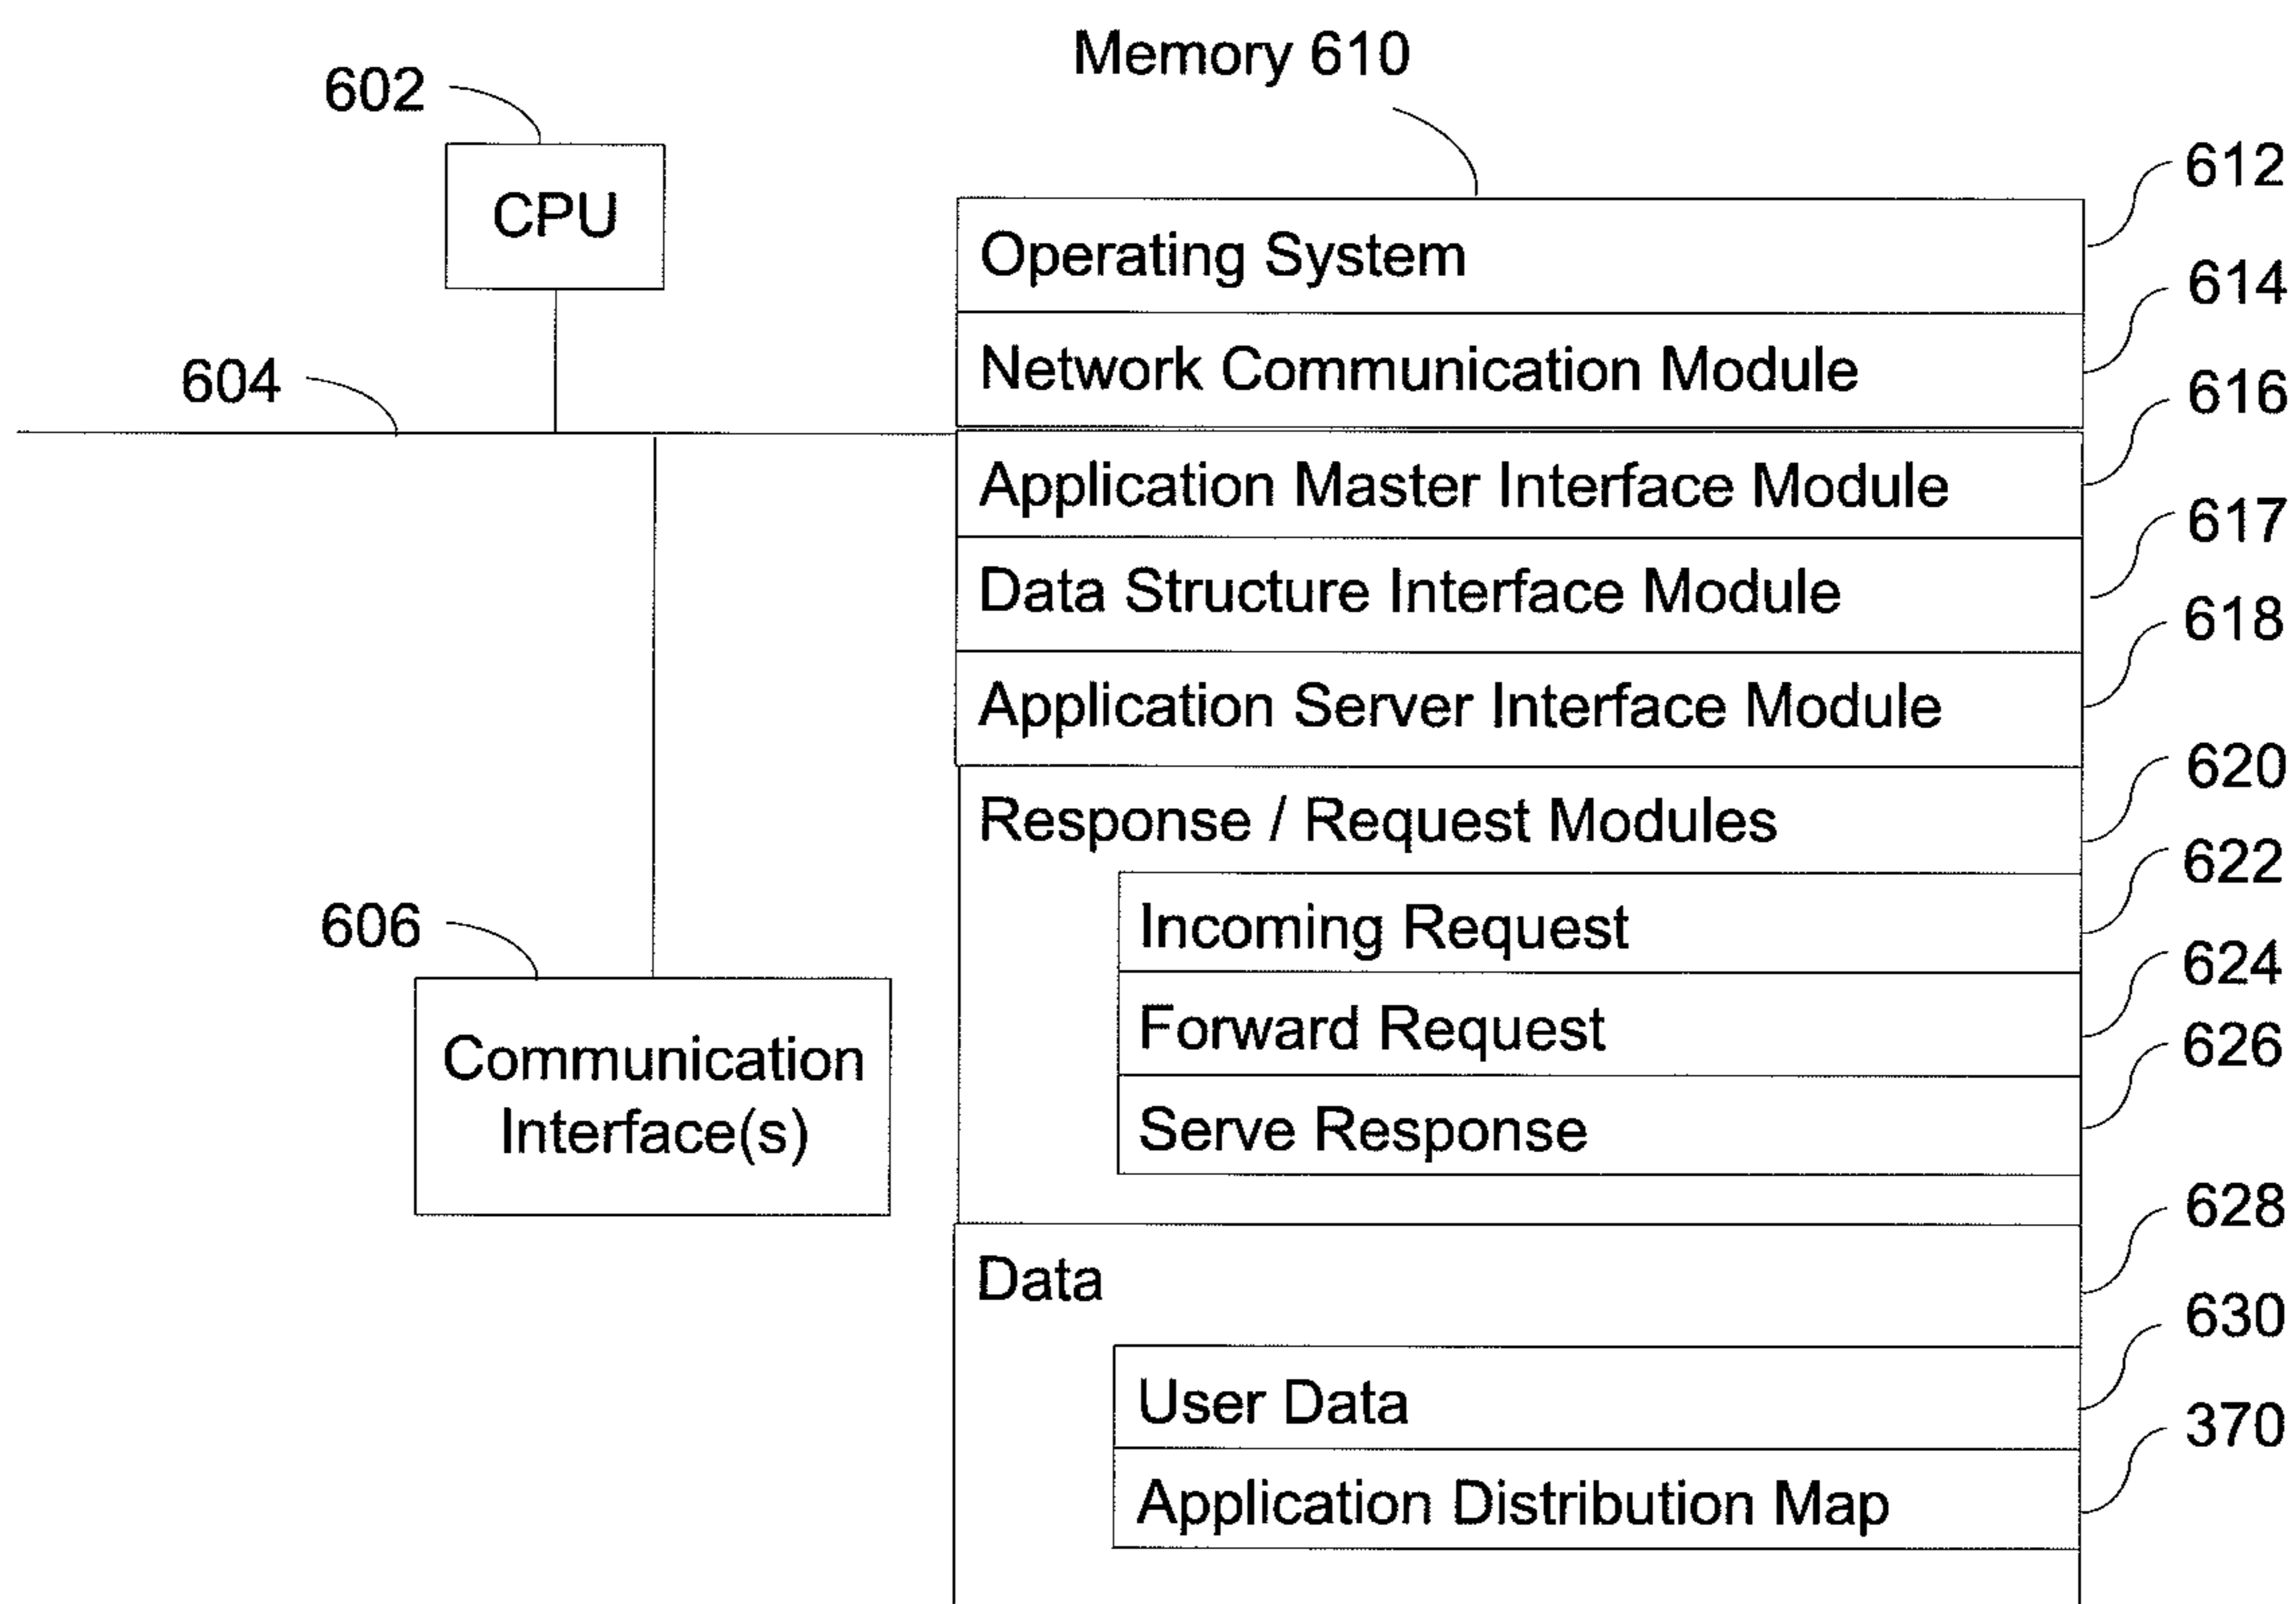 Memory 610
602
CPU
612
Operating System
614
Network Communication Module
604
616
Application Master Interface Module
617
Data Structure Interface Module
618
Application Server Interface Module
620
Response / Request Modules
622
Incoming Request
606
624
Forward Request
Communication
Interface(s)
626
Serve Response
628
Data
630
User Data
370
Application Distribution Map